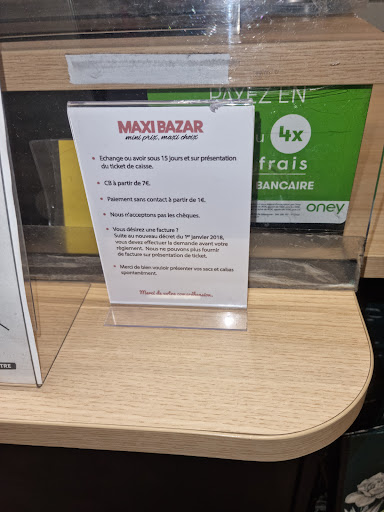 PAYEZ EN
4x
frais
BANCAIRE
oney
MAXI BAZAR
mini prix, maxi choix
• Echange ou avoir sous 15 jours et sur présentation
du ticket de caisse.
• CB à partir de 7€.
• Paiement sans contact à partir de 1€.
• Nous n'acceptons pas les chèques.
• Vous désirez une facture ?
Suite au nouveau décret du 1er janvier 2018,
vous devez effectuer la demande avant votre
règlement. Nous ne pouvons plus fournir
de facture sur présentation de ticket.
• Merci de bien vouloir présenter vos sacs et cabas
spontanément.
Merci de votre compréhension.
TRE